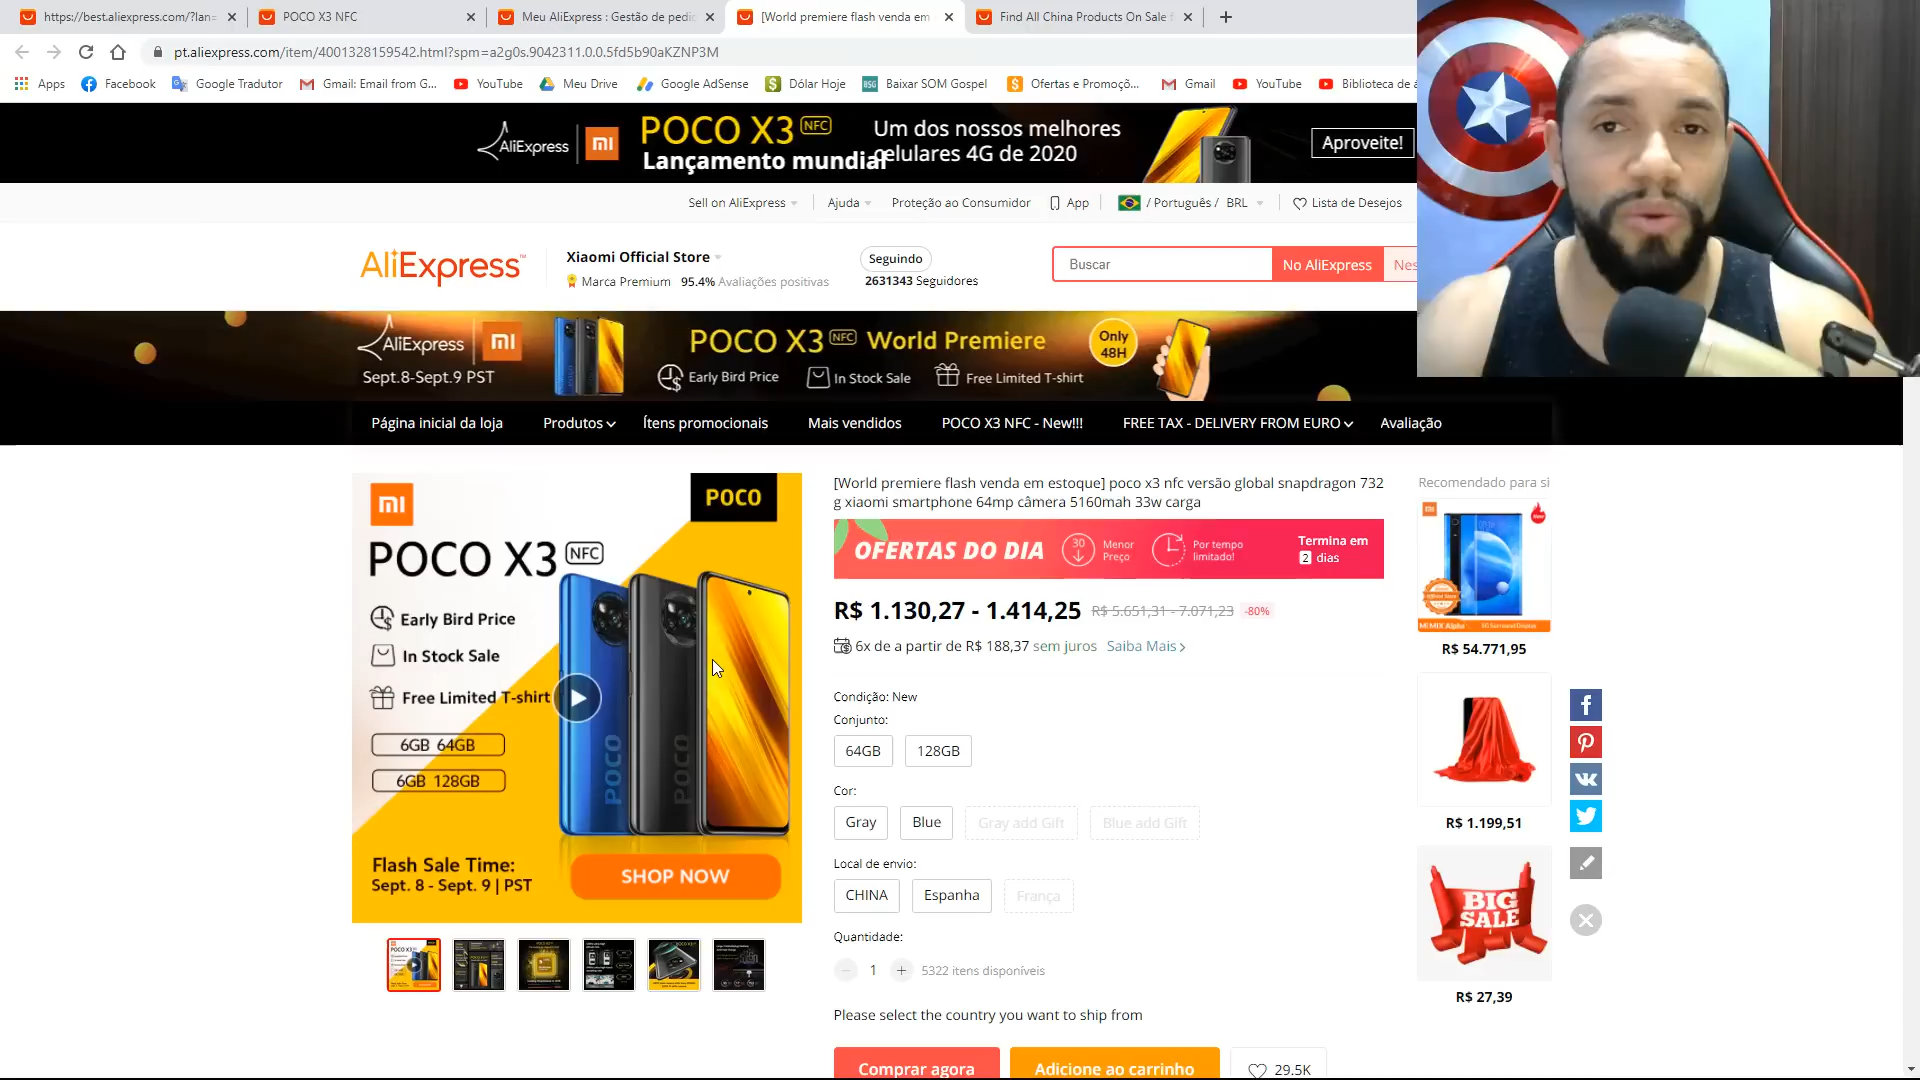 https://best.aliexpress.com/?lan=
POCO X3 NFC
Meu AliExpress : Gestão de pedid
[World premiere flash venda em
Find All China Products On Sale f
pt.aliexpress.com/item/4001328159542.html?spm=a2g0s.9042311.0.0.5fd5b90aKZNP3M
Apps
Facebook
Google Tradutor
Gmail: Email from G...
YouTube
Meu Drive
Google AdSense
Dólar Hoje
BSG
Baixar SOM Gospel
Ofertas e Promoçõ...
Gmail
YouTube
Biblioteca de a
AliExpress
mi
POCO X3 NFC
Lançamento mundial
Um dos nossos melhores
celulares 4G de 2020
Aproveite!
Sell on AliExpress
Ajuda
Proteção ao Consumidor
App
/ Português / BRL
Lista de Desejos
AliExpress
Xiaomi Official Store
Marca Premium 95.4% Avaliações positivas
Seguindo
2631343 Seguidores
Buscar
No AliExpress
Nes
AliExpress
mi
Sept.8-Sept.9 PST
POCO X3 NFC World Premiere
Early Bird Price
In Stock Sale
Free Limited T-shirt
Only
48H
Página inicial da loja
Produtos
Ítens promocionais
Mais vendidos
POCO X3 NFC - New!!!
FREE TAX - DELIVERY FROM EURO
Avaliação
mi
POCO
POCO X3 NFC
Early Bird Price
In Stock Sale
Free Limited T-shirt
6GB 64GB
6GB 128GB
POCO
POCO
Flash Sale Time:
Sept. 8 - Sept. 9 | PST
SHOP NOW
[World premiere flash venda em estoque] poco x3 nfc versão global snapdragon 732
g xiaomi smartphone 64mp câmera 5160mah 33w carga
OFERTAS DO DIA
30
Menor
Preço
Por tempo
limitado!
Termina em
2 dias
R$ 1.130,27 - 1.414,25
R$ 5.651,31 - 7.071,23
-80%
6x de a partir de R$ 188,37 sem juros Saiba Mais
Condição: New
Conjunto:
64GB
128GB
Cor:
Gray
Blue
Gray add Gift
Blue add Gift
Local de envio:
CHINA
Espanha
França
Quantidade:
1
5322 itens disponíveis
Please select the country you want to ship from
Comprar agora
Adicione ao carrinho
29.5K
Recomendado para si
R$ 54.771,95
R$ 1.199,51
BIG
SALE
R$ 27,39